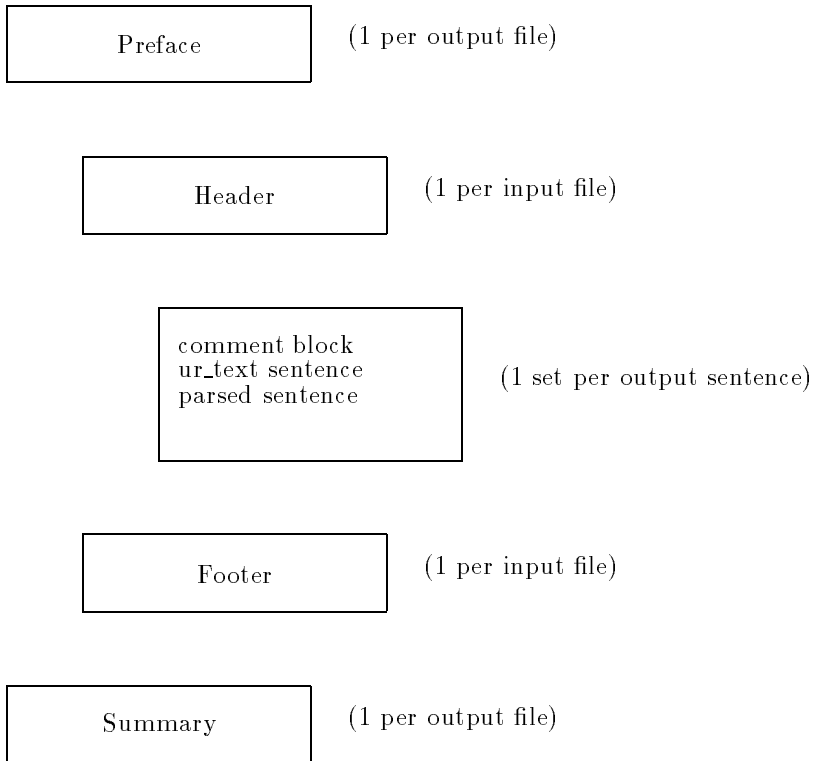 Preface (1 per output file)
Header (1 per input file)
comment block
ur_text sentence (1 set per output sentence)
parsed sentence
Footer (1 per input file)
Summary (1 per output file)